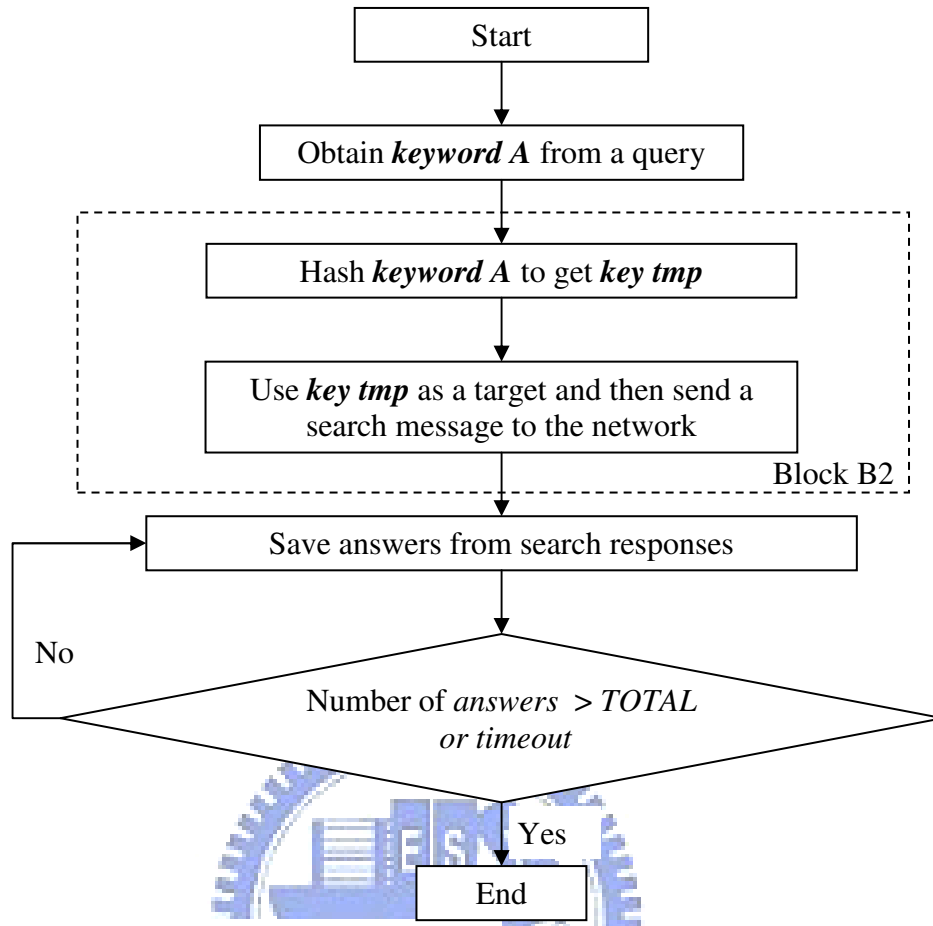 Start
Obtain keyword A from a query
Hash keyword A to get key tmp
Use key tmp as a target and then send a
search message to the network
Block B2
Save answers from search responses
No
Number of answers > TOTAL
or timeout
Yes
End
ES